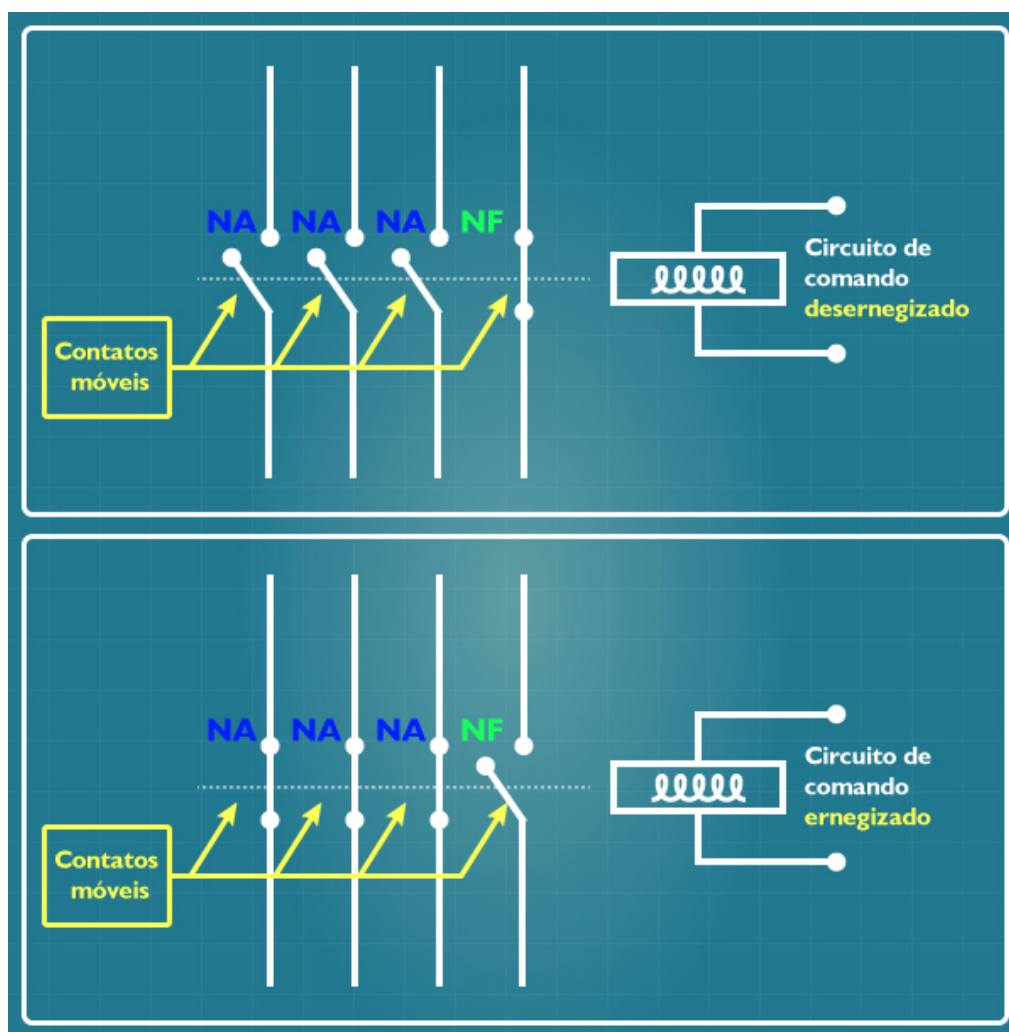 NA NA NA NF
Circuito de
comando
desernegizado
Contatos
móveis
NA NA NA NF
Circuito de
comando
ernegizado
Contatos
móveis